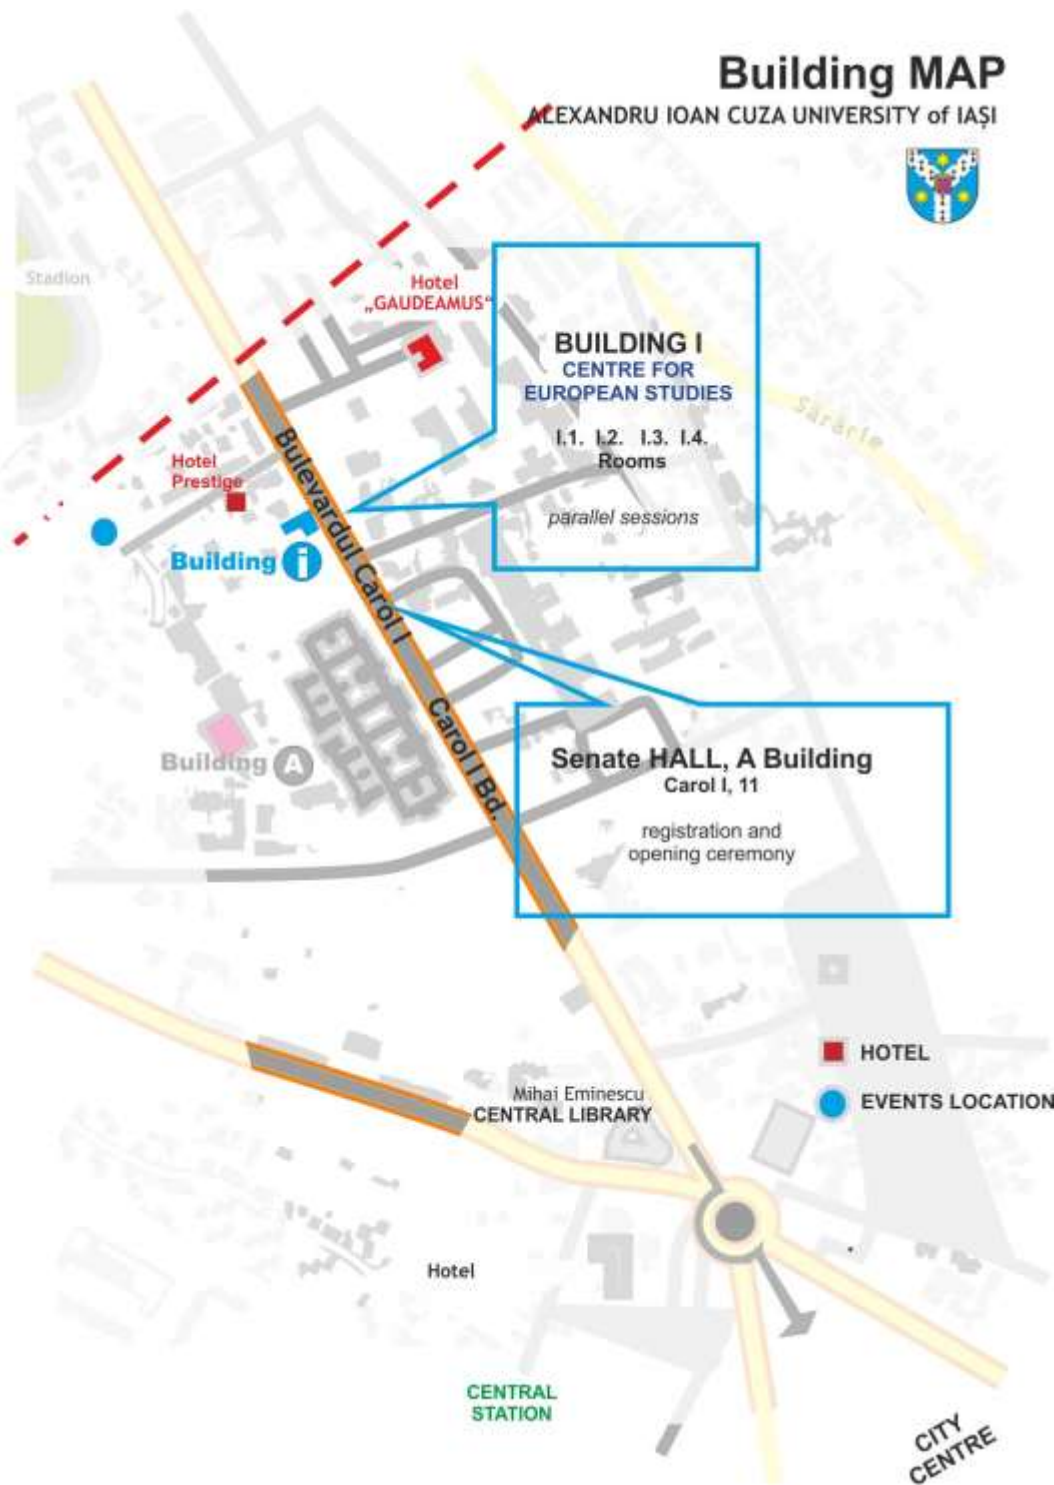 Building MAP
ALEXANDRU IOAN CUZA UNIVERSITY of IAȘI
Stadion
Hotel
„GAUDEAMUS“
BUILDING I
CENTRE FOR
EUROPEAN STUDIES
I.1. I.2. I.3. I.4.
Rooms
parallel sessions
Sărărie
Hotel
Prestige
Building i
Bulevardul Carol I
Carol I Bd.
Building A
Senate HALL, A Building
Carol I, 11
registration and
opening ceremony
HOTEL
EVENTS LOCATION
Mihai Eminescu
CENTRAL LIBRARY
Hotel
CENTRAL
STATION
CITY
CENTRE